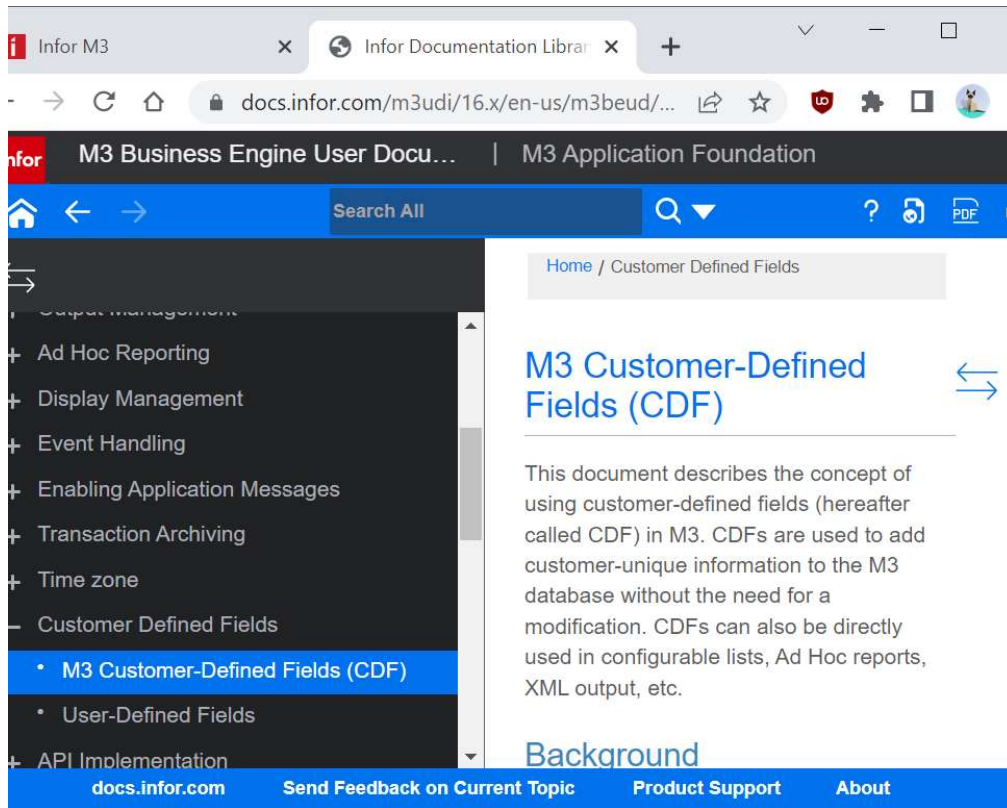 Infor M3
Infor Documentation Librar
docs.infor.com/m3udi/16.x/en-us/m3beud/...
infor
M3 Business Engine User Docu... | M3 Application Foundation
Search All
?
PDF
Home / Customer Defined Fields
Output Management
Ad Hoc Reporting
Display Management
Event Handling
Enabling Application Messages
Transaction Archiving
Time zone
Customer Defined Fields
M3 Customer-Defined Fields (CDF)
User-Defined Fields
API Implementation
M3 Customer-Defined
Fields (CDF)
This document describes the concept of
using customer-defined fields (hereafter
called CDF) in M3. CDFs are used to add
customer-unique information to the M3
database without the need for a
modification. CDFs can also be directly
used in configurable lists, Ad Hoc reports,
XML output, etc.
Background
docs.infor.com Send Feedback on Current Topic Product Support About